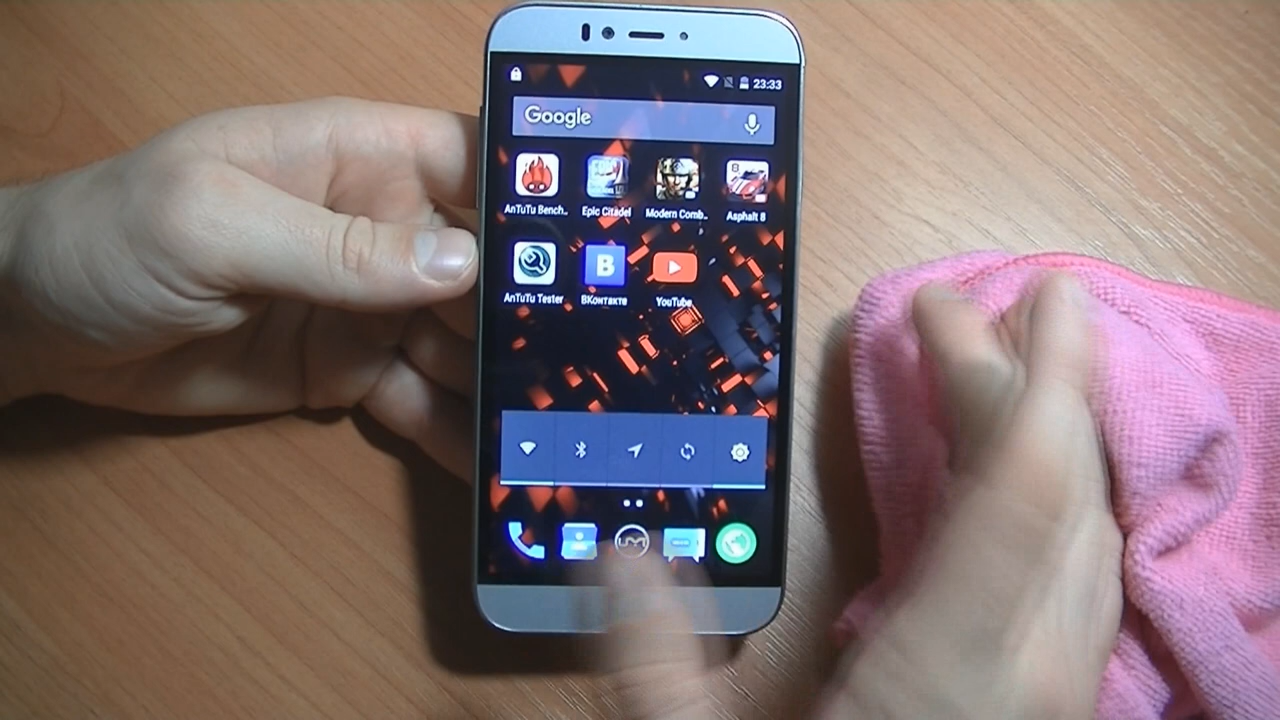 23:33
Google
AnTuTu Bench..
Epic Citadel
Modern Comb..
Asphalt 8
AnTuTu Tester
B
ВКонтакте
YouTube